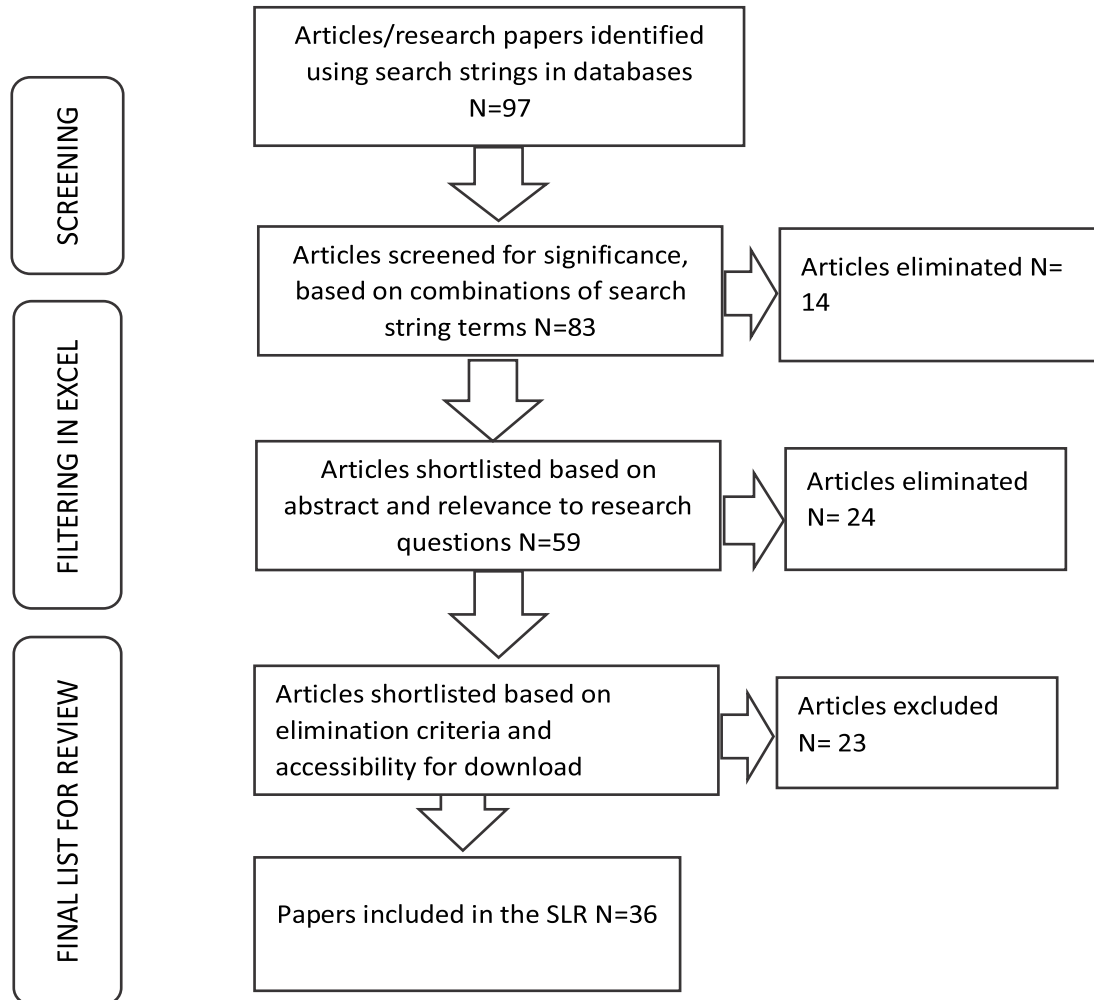 Articles/research papers identified
using search strings in databases
N=97
SCREENING
Articles screened for significance,
based on combinations of search
string terms N=83
Articles eliminated N=
14
FILTERING IN EXCEL
Articles shortlisted based on
abstract and relevance to research
questions N=59
Articles eliminated
N= 24
FINAL LIST FOR REVIEW
Articles shortlisted based on
elimination criteria and
accessibility for download
Articles excluded
N= 23
Papers included in the SLR N=36